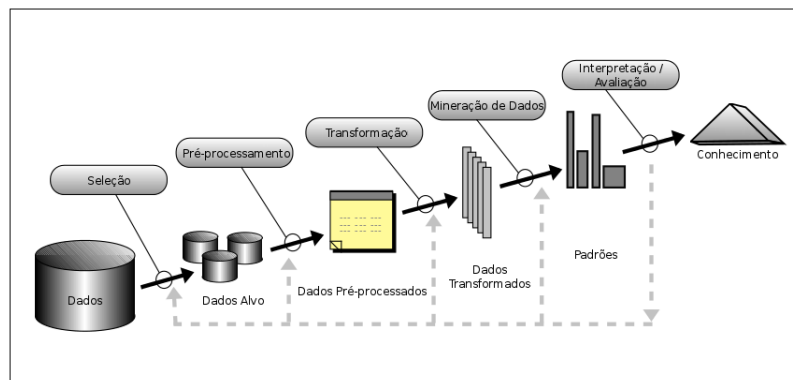 Interpretação /
Avaliação
Mineração de Dados
Transformação
Pré-processamento
Seleção
Conhecimento
Padrões
Dados
Transformados
Dados Pré-processados
Dados Alvo
Dados